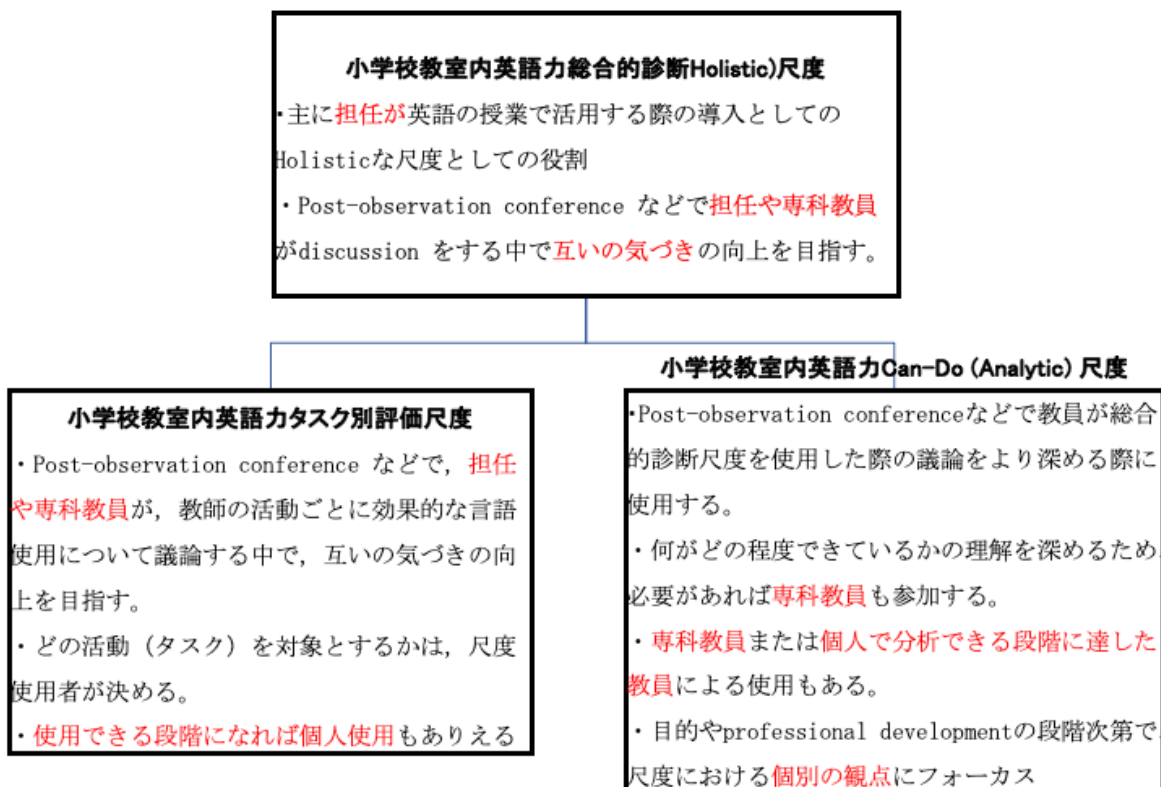 小学校教室内英語力総合的診断Holistic)尺度
・主に担任が英語の授業で活用する際の導入としての
Holisticな尺度としての役割
・Post-observation conference などで担任や専科教員
がdiscussion をする中で互いの気づきの向上を目指す。
小学校教室内英語力タスク別評価尺度
・Post-observation conference などで，担任
や専科教員が，教師の活動ごとに効果的な言語
使用について議論する中で，互いの気づきの向
上を目指す。
・どの活動（タスク）を対象とするかは，尺度
使用者が決める。
・使用できる段階になれば個人使用もありえる
小学校教室内英語力Can-Do (Analytic) 尺度
・Post-observation conferenceなどで教員が総合
的診断尺度を使用した際の議論をより深める際に
使用する。
・何がどの程度できているかの理解を深めるため
必要があれば専科教員も参加する。
・専科教員または個人で分析できる段階に達した
教員による使用もある。
・目的やprofessional developmentの段階次第で
尺度における個別の観点にフォーカス